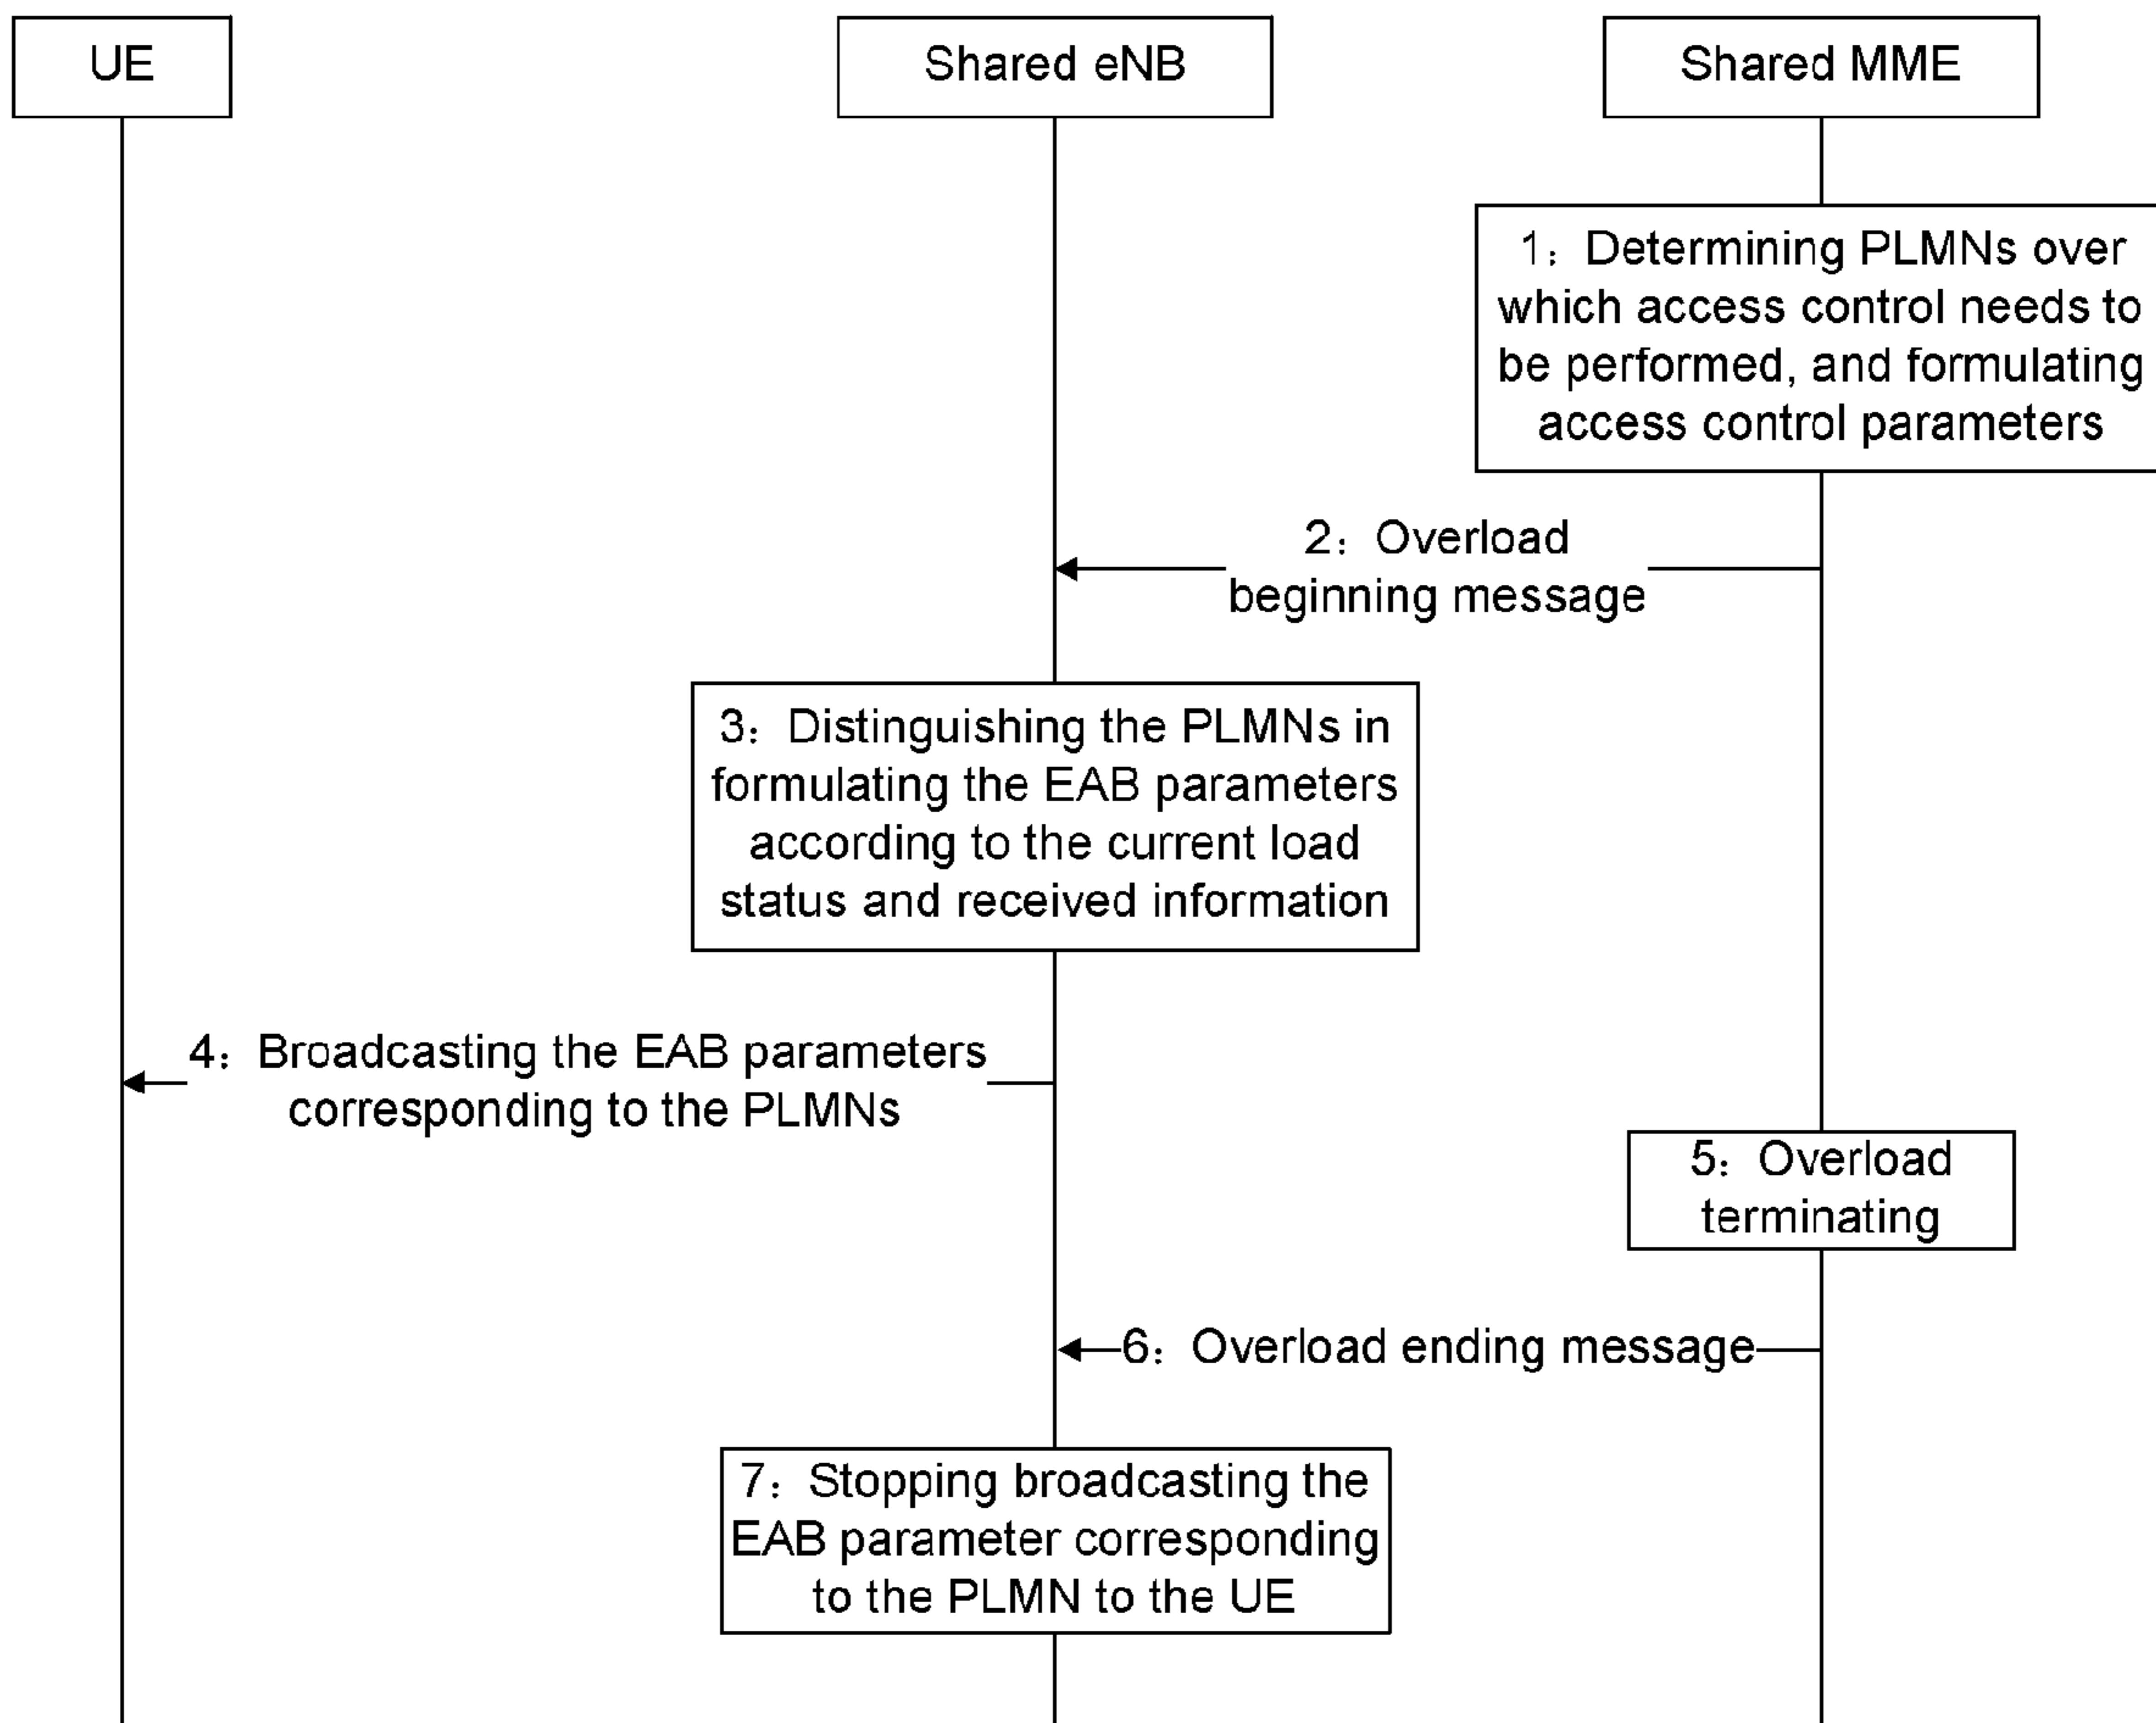 UE
Shared eNB
Shared MME
1: Determining PLMNs over
which access control needs to
be performed, and formulating
access control parameters
2: Overload
beginning message
3: Distinguishing the PLMNs in
formulating the EAB parameters
according to the current load
status and received information
4: Broadcasting the EAB parameters
corresponding to the PLMNs
5: Overload
terminating
6: Overload ending message
7: Stopping broadcasting the
EAB parameter corresponding
to the PLMN to the UE